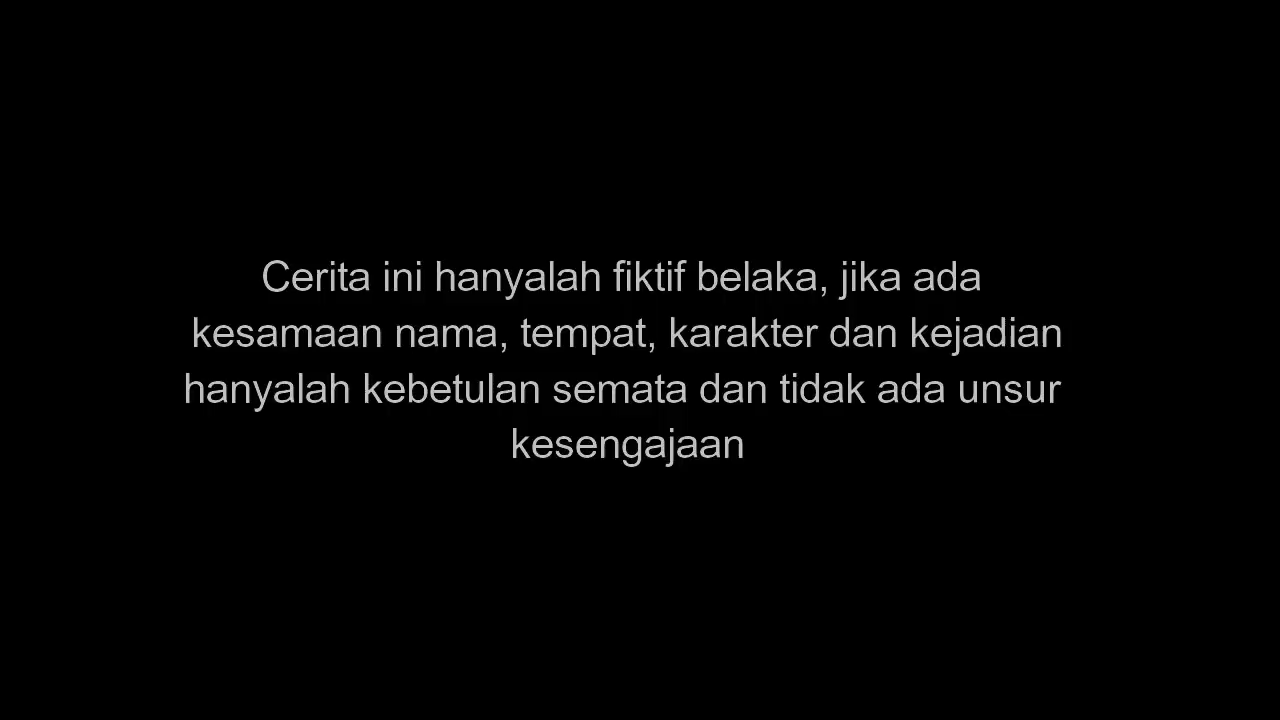 Cerita ini hanyalah fiktif belaka, jika ada
kesamaan nama, tempat, karakter dan kejadian
hanyalah kebetulan semata dan tidak ada unsur
kesengajaan